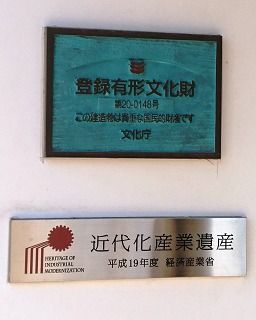 登録有形文化財
第20-0148号
この建造物は貴重な国民的財産です
文化庁
HERITAGE OF
INDUSTRIAL
MODERNIZATION
近代化産業遺産
平成19年度 経済産業省